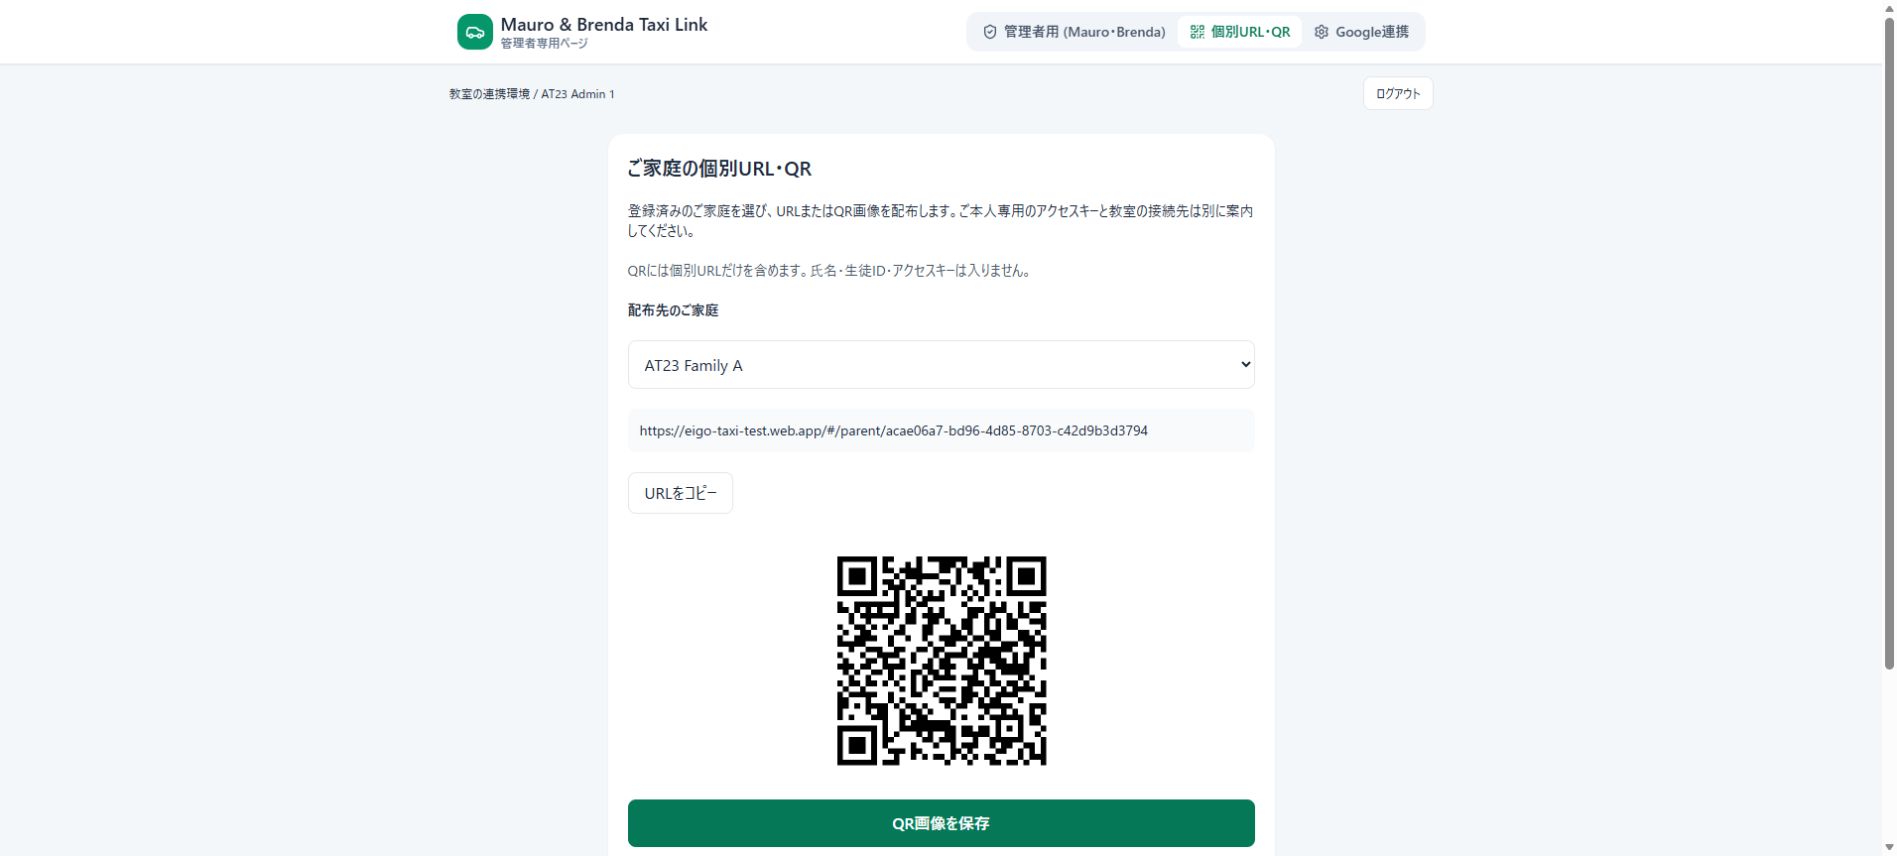 Mauro & Brenda Taxi Link
管理者専用ページ
管理者用 (Mauro・Brenda)
個別URL・QR
Google連携
教室の連携環境 / AT23 Admin 1
ログアウト
ご家庭の個別URL・QR
登録済みのご家庭を選び、URLまたはQR画像を配布します。ご本人専用のアクセスキーと教室の接続先は別に案内
してください。
QRには個別URLだけを含めます。氏名・生徒ID・アクセスキーは入りません。
配布先のご家庭
AT23 Family A
https://eigo-taxi-test.web.app/#/parent/acae06a7-bd96-4d85-8703-c42d9b3d3794
URLをコピー
QR画像を保存